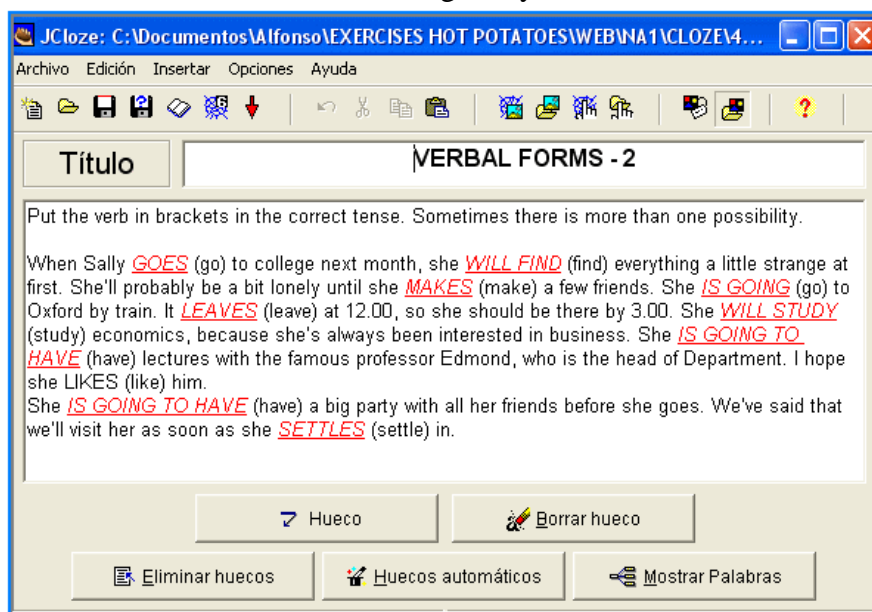 JCloze: C:\Documentos\Alfonso\EXERCISES HOT POTATOES\WEB\NA1\CLOZE\4...
Archivo Edición Insertar Opciones Ayuda
Título
VERBAL FORMS - 2
Put the verb in brackets in the correct tense. Sometimes there is more than one possibility.
When Sally GOES (go) to college next month, she WILL FIND (find) everything a little strange at
first. She'll probably be a bit lonely until she MAKES (make) a few friends. She IS GOING (go) to
Oxford by train. It LEAVES (leave) at 12.00, so she should be there by 3.00. She WILL STUDY
(study) economics, because she's always been interested in business. She IS GOING TO
HAVE (have) lectures with the famous professor Edmond, who is the head of Department. I hope
she LIKES (like) him.
She IS GOING TO HAVE (have) a big party with all her friends before she goes. We've said that
we'll visit her as soon as she SETTLES (settle) in.
Hueco Borrar hueco
Eliminar huecos Huecos automáticos Mostrar Palabras